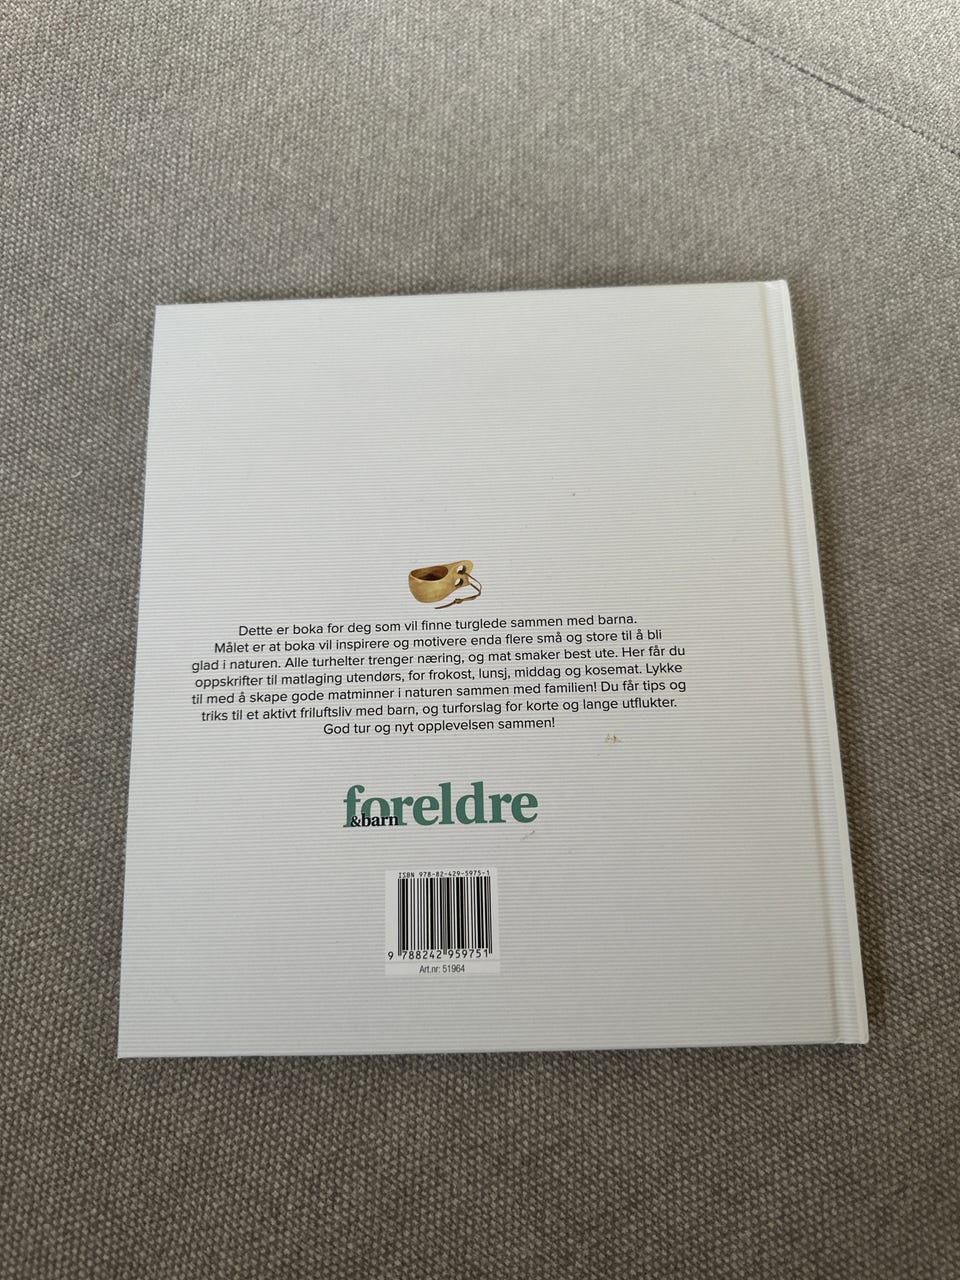 Dette er boka for deg som vil finne turglede sammen med barna.
Målet er at boka vil inspirere og motivere enda flere små og store til å bli
glad i naturen. Alle turhelter trenger næring, og mat smaker best ute. Her får du
oppskrifter til matlaging utendørs, for frokost, lunsj, middag og kosemat. Lykke
til med å skape gode matminner i naturen sammen med familien! Du får tips og
triks til et aktivt friluftsliv med barn, og turforslag for korte og lange utflukter.
God tur og nyt opplevelsen sammen!
foreldre
&barn
ISBN 978-82-429-5975-1
9 788242 959751
Art.nr: 51964